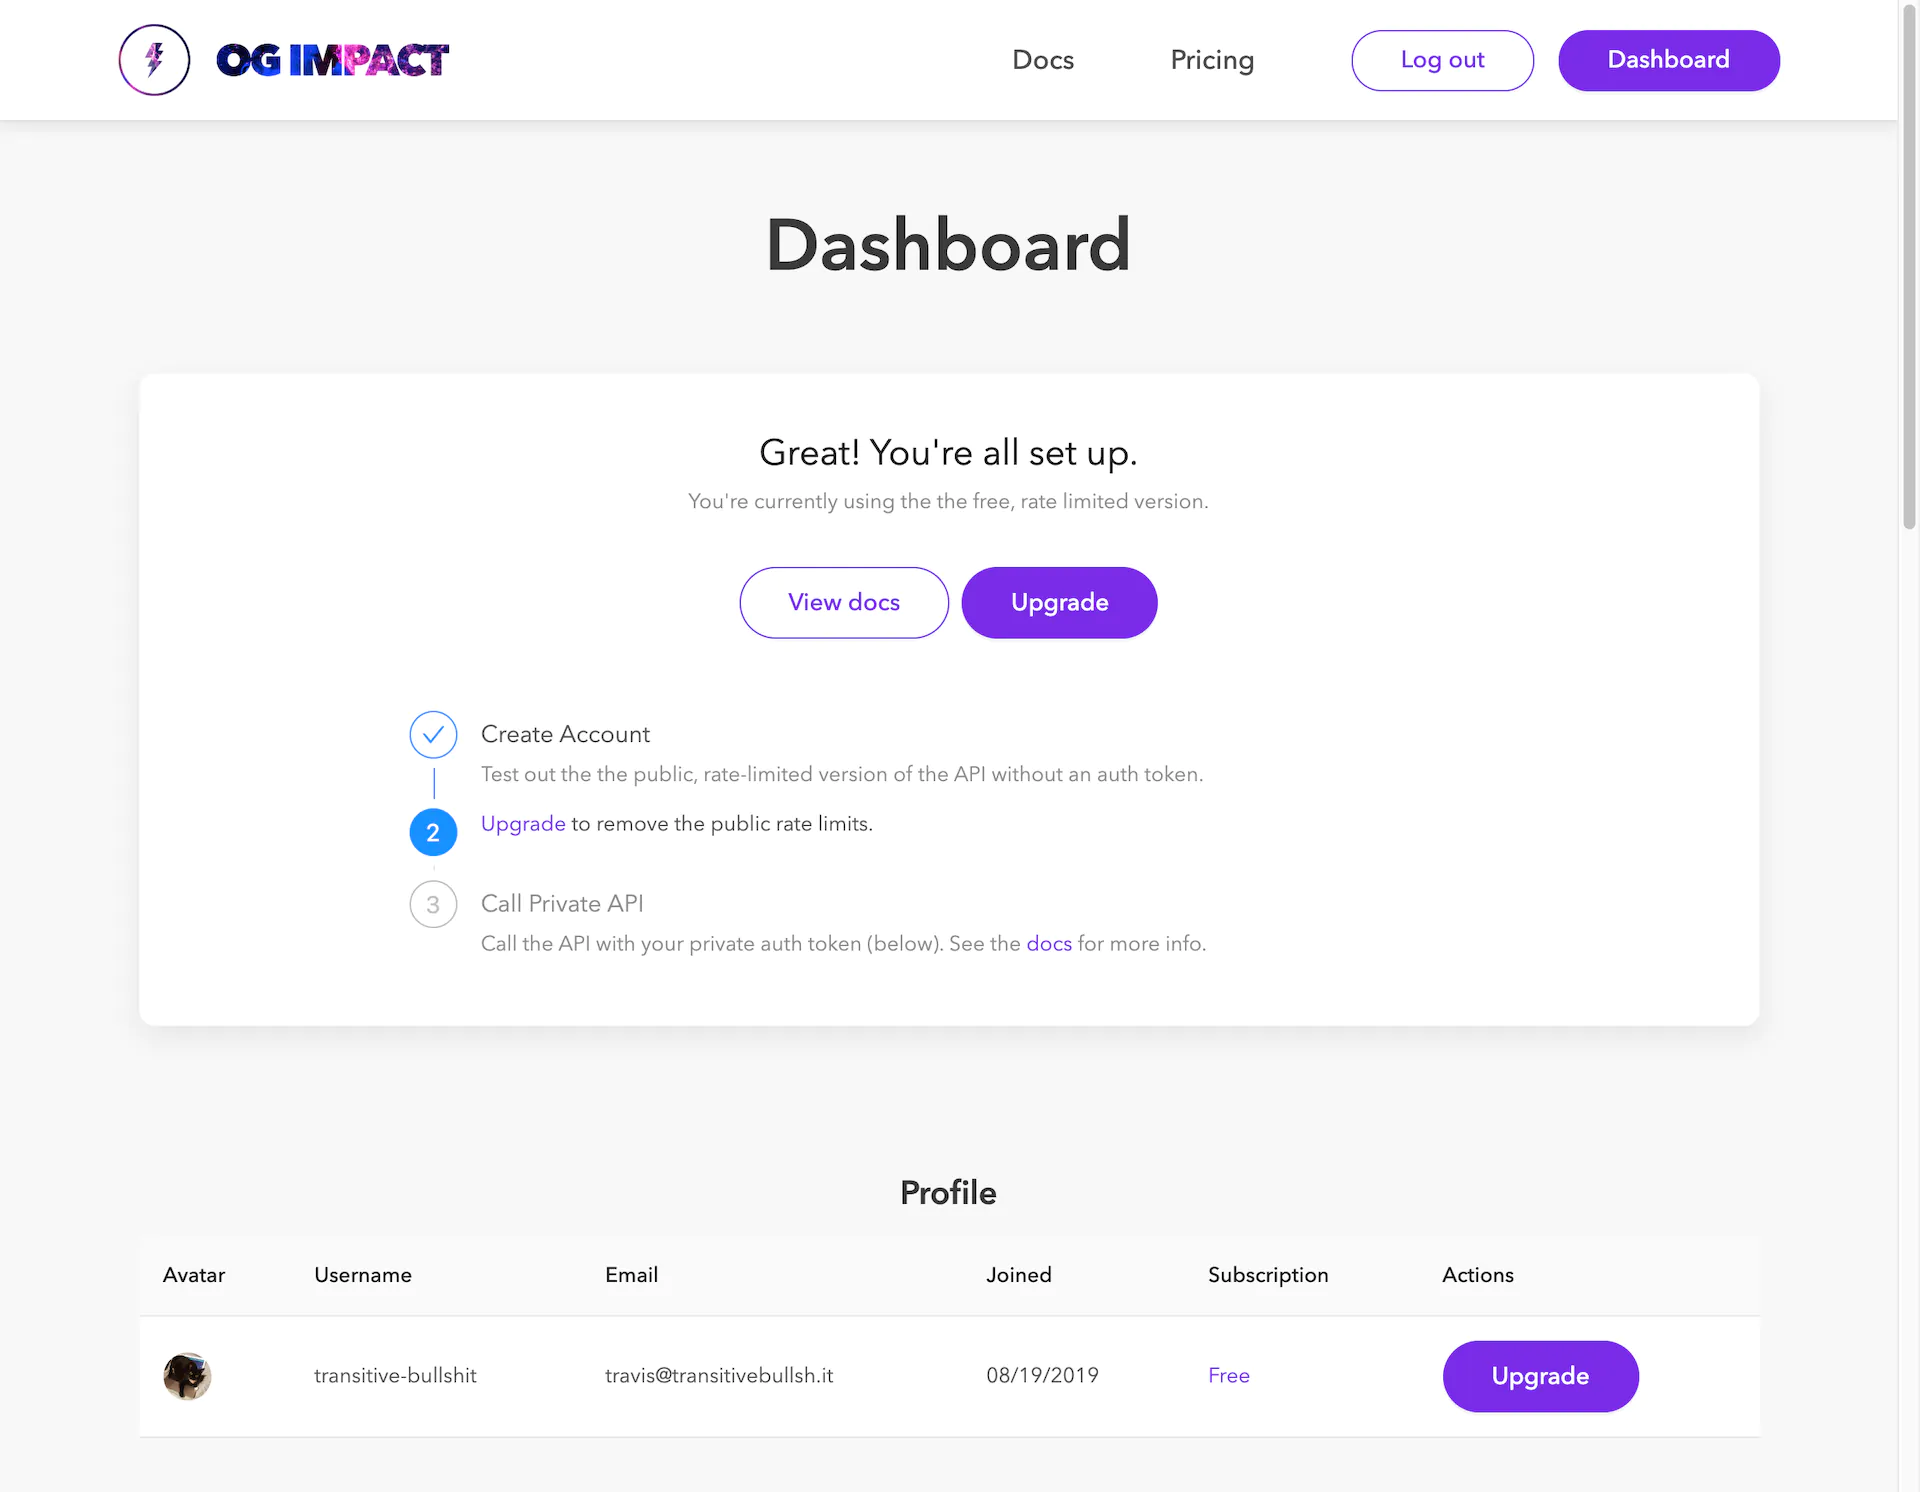 OG IMPACT
Docs
Pricing
Log out
Dashboard
Dashboard
Great! You're all set up.
You're currently using the the free, rate limited version.
View docs
Upgrade
Create Account
Test out the the public, rate-limited version of the API without an auth token.
2
Upgrade to remove the public rate limits.
3
Call Private API
Call the API with your private auth token (below). See the docs for more info.
Profile
Avatar Username Email Joined Subscription Actions
transitive-bullshit travis@transitivebullsh.it 08/19/2019 Free Upgrade